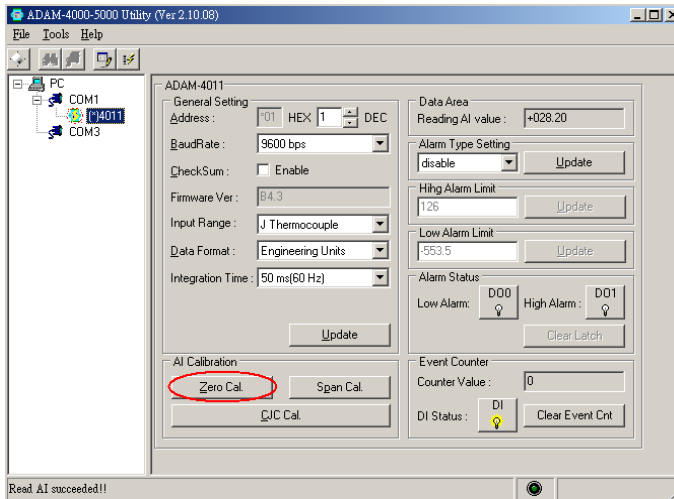 ADAM-4000-5000 Utility (Ver 2.10.08)
File Tools Help
PC
COM1
(*)4011
COM3
ADAM-4011
General Setting
Address : *01 HEX 1 DEC
BaudRate : 9600 bps
CheckSum : Enable
Firmware Ver : B4.3
Input Range : J Thermocouple
Data Format : Engineering Units
Integration Time : 50 ms(60 Hz)
Update
AI Calibration
Zero Cal. Span Cal.
CJC Cal.
Data Area
Reading AI value : +028.20
Alarm Type Setting
disable Update
Hihg Alarm Limit
126 Update
Low Alarm Limit
-553.5 Update
Alarm Status
Low Alarm: DO0 High Alarm : DO1
Clear Latch
Event Counter
Counter Value : 0
DI Status : DI Clear Event Cnt
Read AI succeeded!!